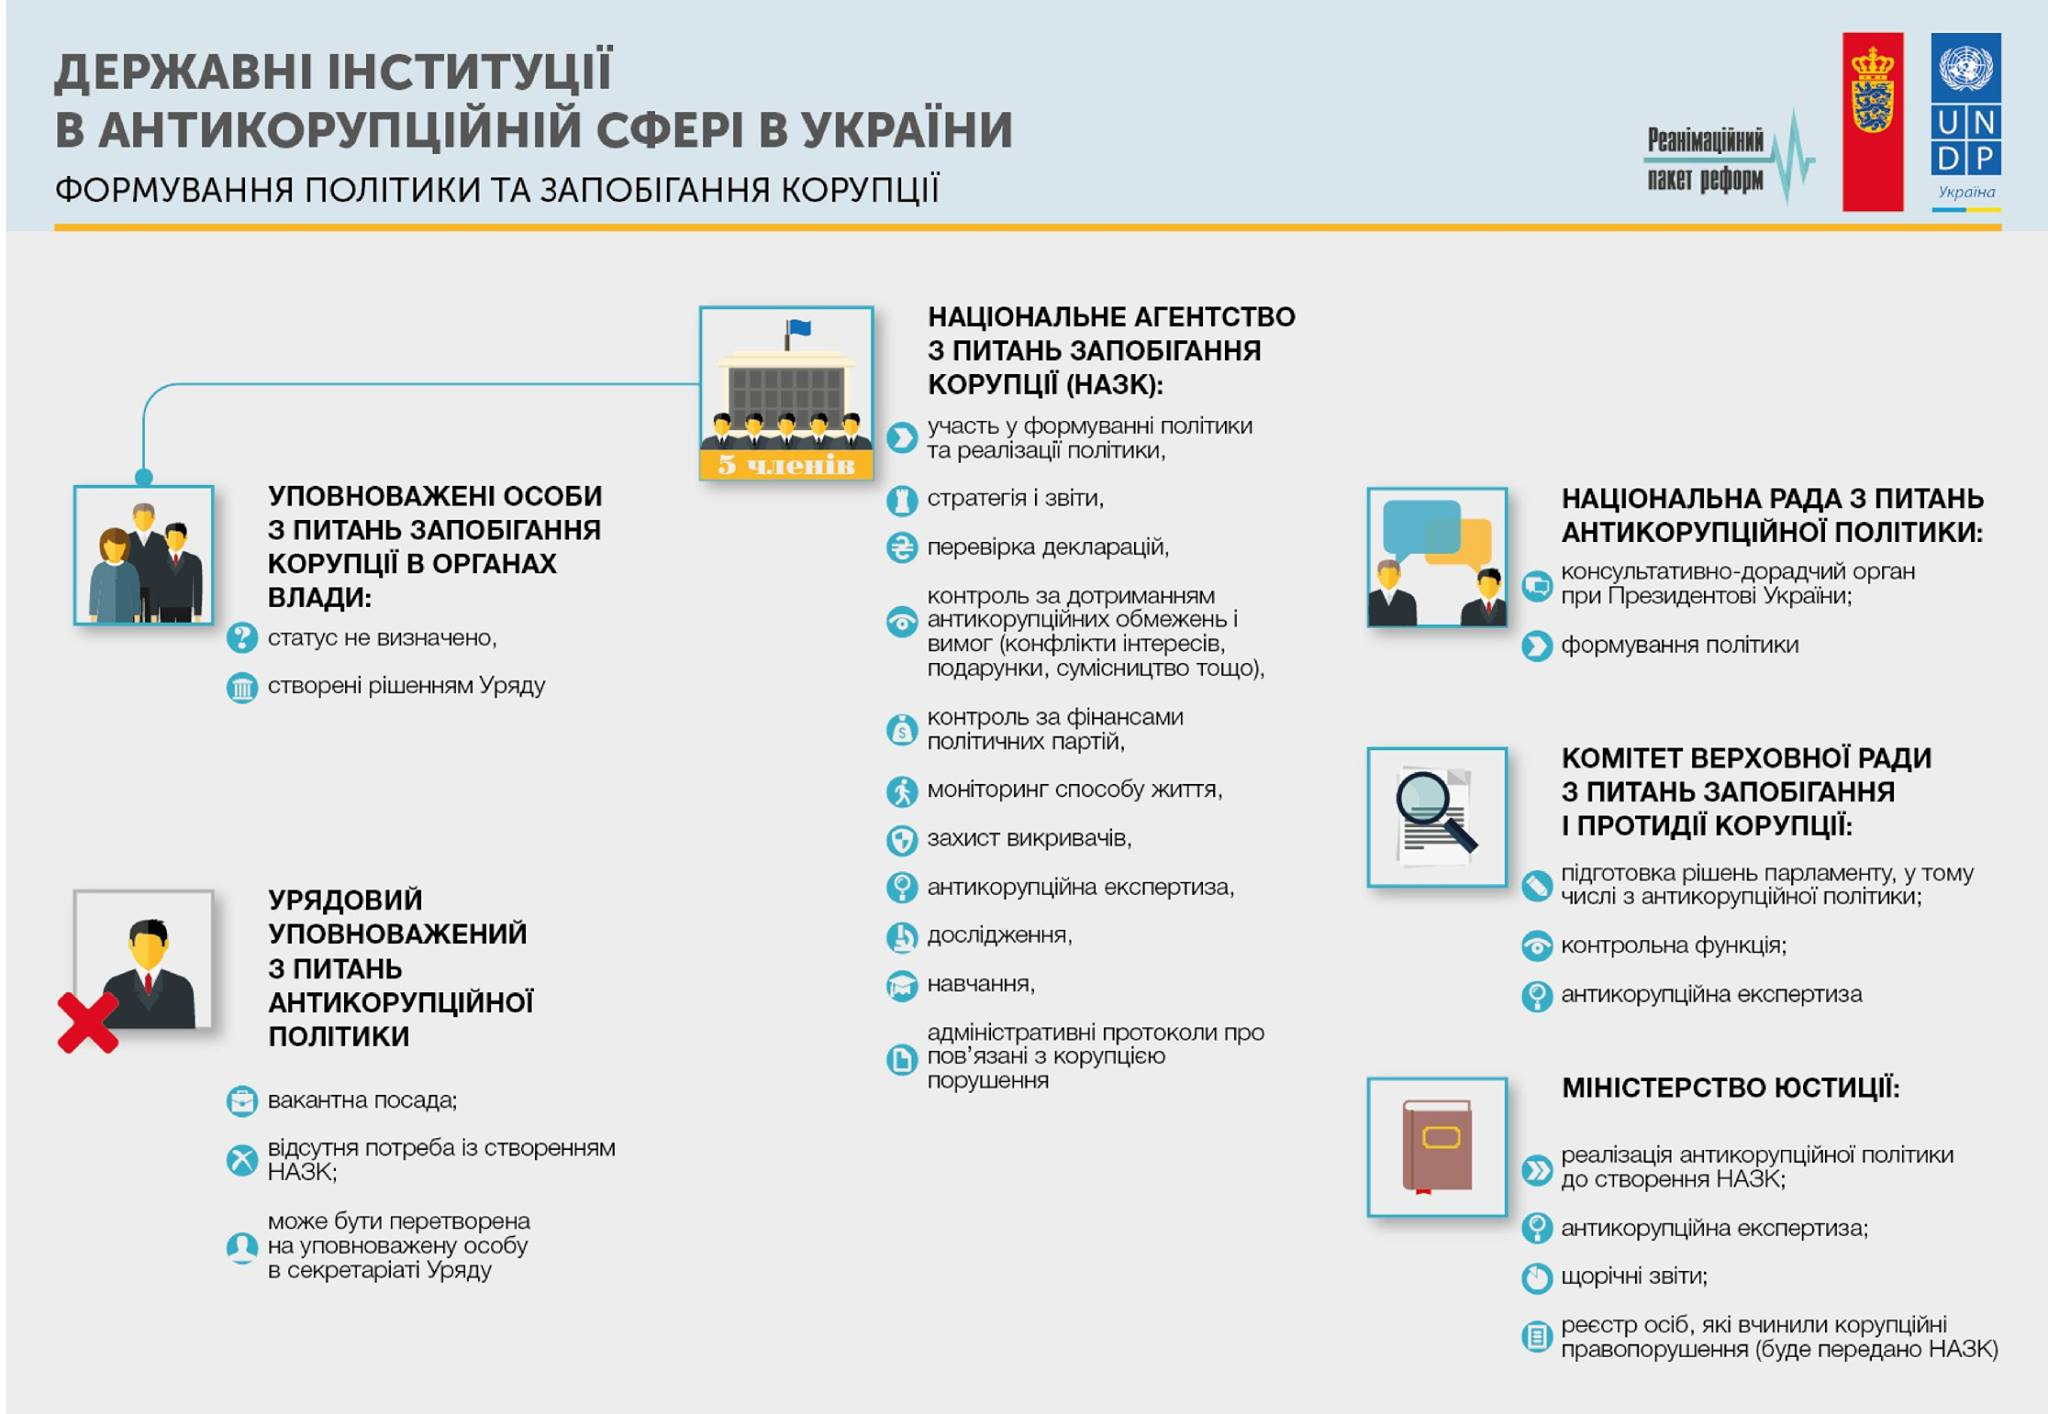 ДЕРЖАВНІ ІНСТИТУЦІЇ
В АНТИКОРУПЦІЙНІЙ СФЕРІ В УКРАЇНИ
ФОРМУВАННЯ ПОЛІТИКИ ТА ЗАПОБІГАННЯ КОРУПЦІЇ
Реанімаційний
пакет реформ
UN
DP
Україна
НАЦІОНАЛЬНЕ АГЕНТСТВО
З ПИТАНЬ ЗАПОБІГАННЯ
КОРУПЦІЇ (НАЗК):
5 членів
участь у формуванні політики
та реалізації політики,
стратегія і звіти,
перевірка декларацій,
контроль за дотриманням
антикорупційних обмежень і
вимог (конфлікти інтересів,
подарунки, сумісництво тощо),
контроль за фінансами
політичних партій,
моніторинг способу життя,
захист викривачів,
антикорупційна експертиза,
дослідження,
навчання,
адміністративні протоколи про
пов’язані з корупцією
порушення
УПОВНОВАЖЕНІ ОСОБИ
З ПИТАНЬ ЗАПОБІГАННЯ
КОРУПЦІЇ В ОРГАНАХ
ВЛАДИ:
статус не визначено,
створені рішенням Уряду
УРЯДОВИЙ
УПОВНОВАЖЕНИЙ
З ПИТАНЬ
АНТИКОРУПЦІЙНОЇ
ПОЛІТИКИ
вакантна посада;
відсутня потреба із створенням
НАЗК;
може бути перетворена
на уповноважену особу
в секретаріаті Уряду
НАЦІОНАЛЬНА РАДА З ПИТАНЬ
АНТИКОРУПЦІЙНОЇ ПОЛІТИКИ:
консультативно-дорадчий орган
при Президентові України;
формування політики
КОМІТЕТ ВЕРХОВНОЇ РАДИ
З ПИТАНЬ ЗАПОБІГАННЯ
І ПРОТИДІЇ КОРУПЦІЇ:
підготовка рішень парламенту, у тому
числі з антикорупційної політики;
контрольна функція;
антикорупційна експертиза
МІНІСТЕРСТВО ЮСТИЦІЇ:
реалізація антикорупційної політики
до створення НАЗК;
антикорупційна експертиза;
щорічні звіти;
реєстр осіб, які вчинили корупційні
правопорушення (буде передано НАЗК)